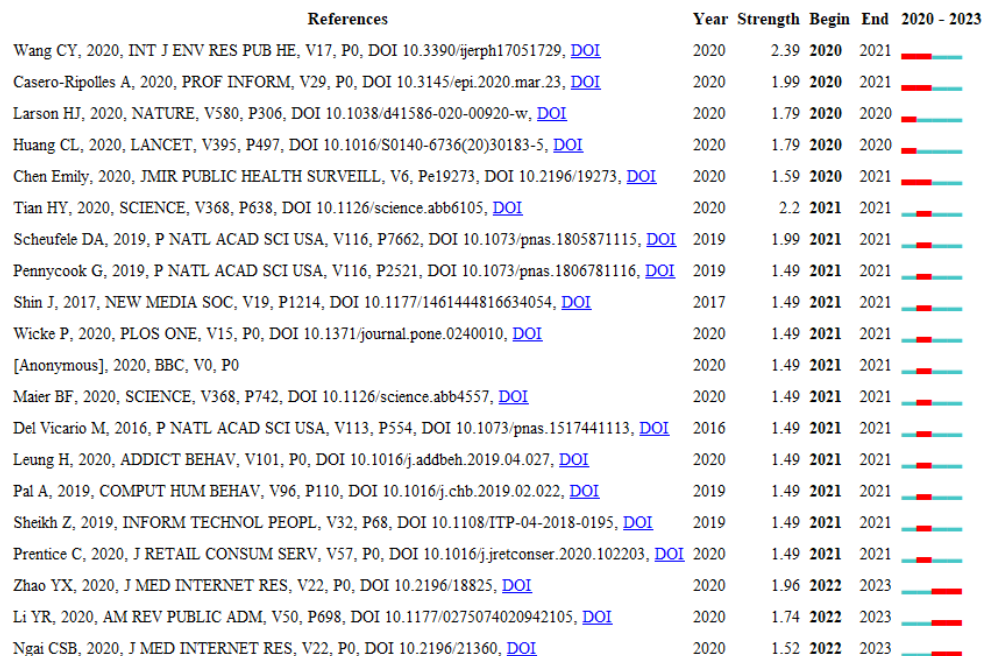 References Year Strength Begin End 2020 - 2023
Wang CY, 2020, INT J ENV RES PUB HE, V17, P0, DOI 10.3390/ijerph17051729, DOI 2020 2.39 2020 2021
Casero-Ripolles A, 2020, PROF INFORM, V29, P0, DOI 10.3145/epi.2020.mar.23, DOI 2020 1.99 2020 2021
Larson HJ, 2020, NATURE, V580, P306, DOI 10.1038/d41586-020-00920-w, DOI 2020 1.79 2020 2020
Huang CL, 2020, LANCET, V395, P497, DOI 10.1016/S0140-6736(20)30183-5, DOI 2020 1.79 2020 2020
Chen Emily, 2020, JMIR PUBLIC HEALTH SURVEILL, V6, Pe19273, DOI 10.2196/19273, DOI 2020 1.59 2020 2021
Tian HY, 2020, SCIENCE, V368, P638, DOI 10.1126/science.abb6105, DOI 2020 2.2 2021 2021
Scheufele DA, 2019, P NATL ACAD SCI USA, V116, P7662, DOI 10.1073/pnas.1805871115, DOI 2019 1.99 2021 2021
Pennycook G, 2019, P NATL ACAD SCI USA, V116, P2521, DOI 10.1073/pnas.1806781116, DOI 2019 1.49 2021 2021
Shin J, 2017, NEW MEDIA SOC, V19, P1214, DOI 10.1177/1461444816634054, DOI 2017 1.49 2021 2021
Wicke P, 2020, PLOS ONE, V15, P0, DOI 10.1371/journal.pone.0240010, DOI 2020 1.49 2021 2021
[Anonymous], 2020, BBC, V0, P0 2020 1.49 2021 2021
Maier BF, 2020, SCIENCE, V368, P742, DOI 10.1126/science.abb4557, DOI 2020 1.49 2021 2021
Del Vicario M, 2016, P NATL ACAD SCI USA, V113, P554, DOI 10.1073/pnas.1517441113, DOI 2016 1.49 2021 2021
Leung H, 2020, ADDICT BEHAV, V101, P0, DOI 10.1016/j.addbeh.2019.04.027, DOI 2020 1.49 2021 2021
Pal A, 2019, COMPUT HUM BEHAV, V96, P110, DOI 10.1016/j.chb.2019.02.022, DOI 2019 1.49 2021 2021
Sheikh Z, 2019, INFORM TECHNOL PEOPL, V32, P68, DOI 10.1108/ITP-04-2018-0195, DOI 2019 1.49 2021 2021
Prentice C, 2020, J RETAIL CONSUM SERV, V57, P0, DOI 10.1016/j.jretconser.2020.102203, DOI 2020 1.49 2021 2021
Zhao YX, 2020, J MED INTERNET RES, V22, P0, DOI 10.2196/18825, DOI 2020 1.96 2022 2023
Li YR, 2020, AM REV PUBLIC ADM, V50, P698, DOI 10.1177/0275074020942105, DOI 2020 1.74 2022 2023
Ngai CSB, 2020, J MED INTERNET RES, V22, P0, DOI 10.2196/21360, DOI 2020 1.52 2022 2023